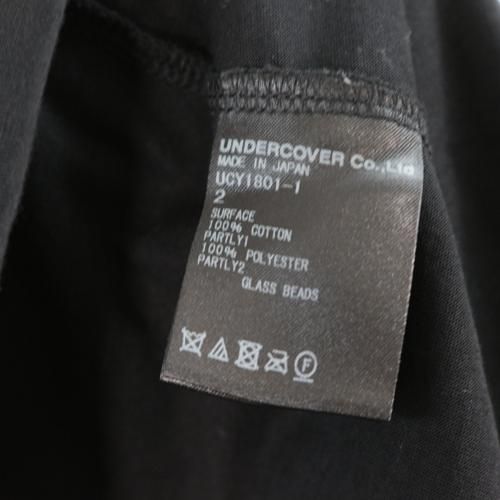 UNDERCOVER Co.,Ltd
MADE IN JAPAN
UCY1801-1
2
SURFACE
100% COTTON
PARTLY1
100% POLYESTER
PARTLY2
GLASS BEADS
F